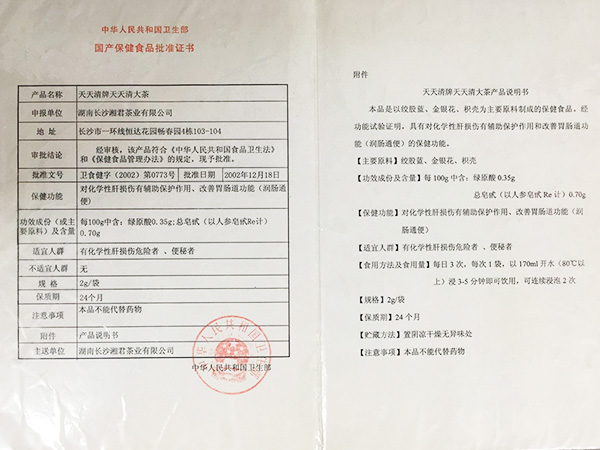 中华人民共和国卫生部
国产保健食品批准证书
产品名称 天天清牌天天清大茶
申报单位 湖南长沙湘君茶业有限公司
地 址 长沙市一环线恒达花园畅春园4栋103-104
审批结论 经审核，该产品符合《中华人民共和国食品卫生法》
和《保健食品管理办法》的规定，现予批准。
批准文号 卫食健字（2002）第0773号 批准日期 2002年12月18日
保健功能 对化学性肝损伤有辅助保护作用、改善胃肠道功能（润肠通便）
功效成份（或主要原料）及含量 每100g中含：绿原酸0.35g;总皂甙（以人参皂甙Re计）
0.70g
适宜人群 有化学性肝损伤危险者 、便秘者
不适宜人群 无
规 格 2g/袋
保质期 24个月
注意事项 本品不能代替药物
附件 产品说明书
主送单位 湖南长沙湘君茶业有限公司
中华人民共和国卫生部
中华人民共和国卫生部
附件
天天清牌天天清大茶产品说明书
本品是以绞股蓝、金银花、枳壳为主要原料制成的保健食品，经
功能试验证明，具有对化学性肝损伤有辅助保护作用和改善胃肠道功
能（润肠通便）的保健功能。
【主要原料】绞股蓝、金银花、枳壳
【功效成份及含量】每 100g 中含：绿原酸 0.35g
总皂甙（以人参皂甙 Re 计）0.70g
【保健功能】对化学性肝损伤有辅助保护作用、改善胃肠道功能（润
肠通便）
【适宜人群】有化学性肝损伤危险者 、便秘者
【食用方法及食用量】每日 3 次，每次 1 袋，以 170ml 开水（80℃以
上）浸 3-5 分钟即可饮用，可连续浸泡 2 次
【规格】2g/袋
【保质期】24 个月
【贮藏方法】置阴凉干燥无异味处
【注意事项】本品不能代替药物